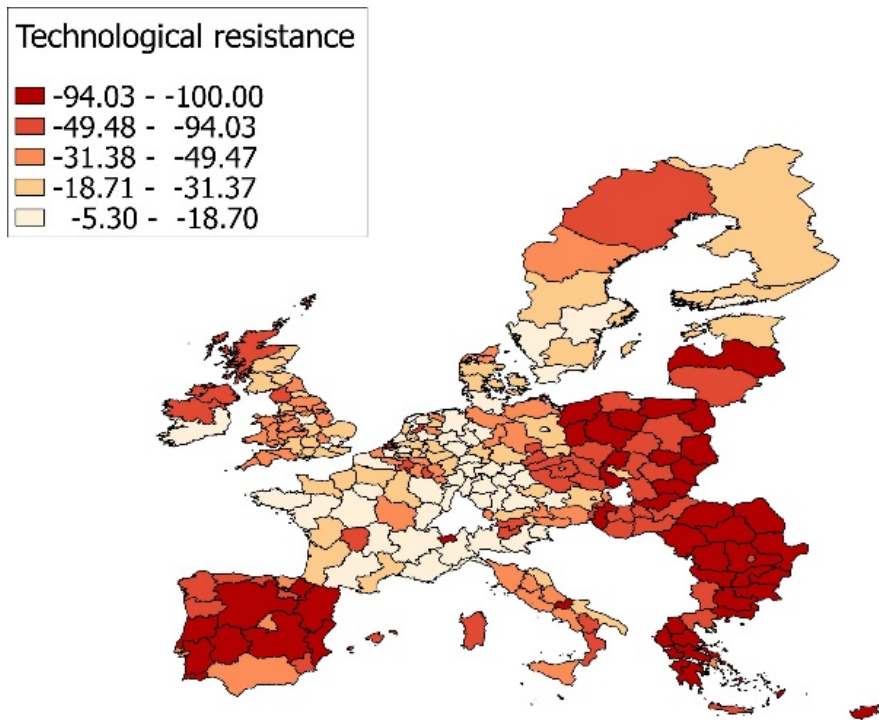 Technological resistance
-94.03 - -100.00
-49.48 - -94.03
-31.38 - -49.47
-18.71 - -31.37
-5.30 - -18.70